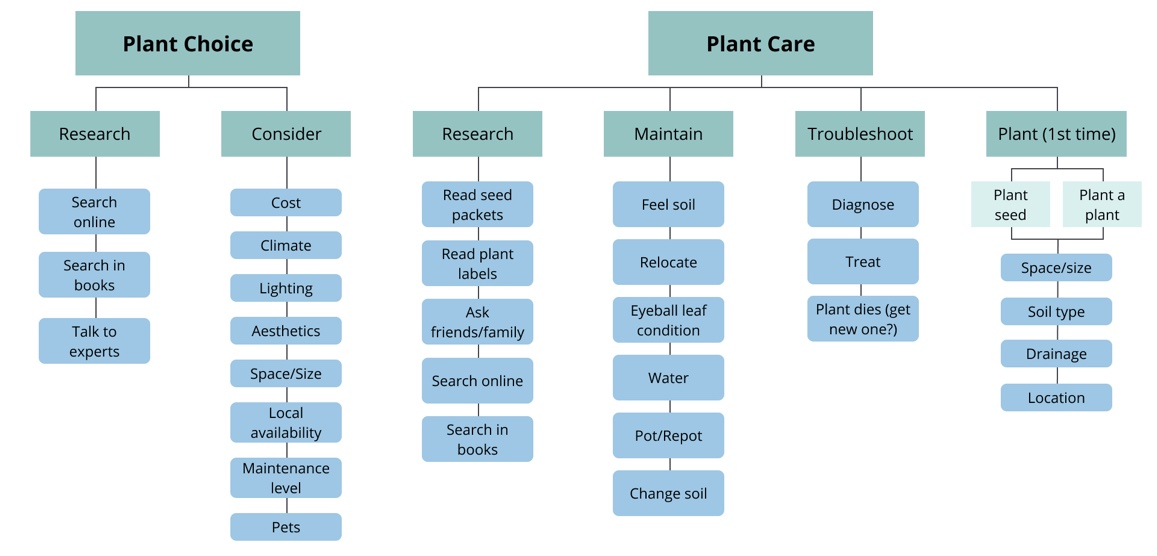 Plant Choice
Research
Search
online
Search in
books
Talk to
experts
Consider
Cost
Climate
Lighting
Aesthetics
Space/Size
Local
availability
Maintenance
level
Pets
Plant Care
Research
Read seed
packets
Read plant
labels
Ask
friends/family
Search online
Search in
books
Maintain
Feel soil
Relocate
Eyeball leaf
condition
Water
Pot/Repot
Change soil
Troubleshoot
Diagnose
Treat
Plant dies (get
new one?)
Plant (1st time)
Plant
seed
Plant a
plant
Space/size
Soil type
Drainage
Location